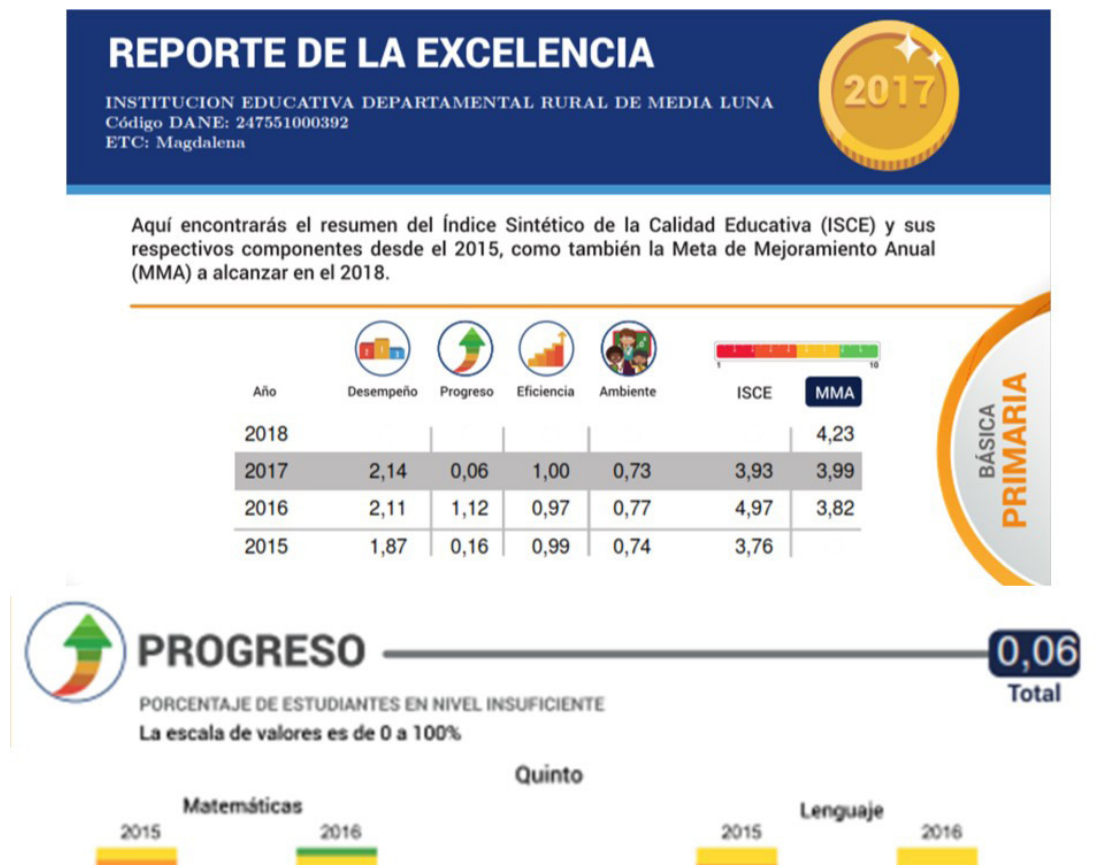 REPORTE DE LA EXCELENCIA
2017
INSTITUCION EDUCATIVA DEPARTAMENTAL RURAL DE MEDIA LUNA
Código DANE: 247551000392
ETC: Magdalena
Aquí encontrarás el resumen del Índice Sintético de la Calidad Educativa (ISCE) y sus
respectivos componentes desde el 2015, como también la Meta de Mejoramiento Anual
(MMA) a alcanzar en el 2018.
1 10
Año Desempeño Progreso Eficiencia Ambiente ISCE MMA
2018 4,23
2017 2,14 0,06 1,00 0,73 3,93 3,99
2016 2,11 1,12 0,97 0,77 4,97 3,82
2015 1,87 0,16 0,99 0,74 3,76
BÁSICA
PRIMARIA
PROGRESO 0,06
Total
PORCENTAJE DE ESTUDIANTES EN NIVEL INSUFICIENTE
La escala de valores es de 0 a 100%
Quinto
Matemáticas Lenguaje
2015 2016 2015 2016